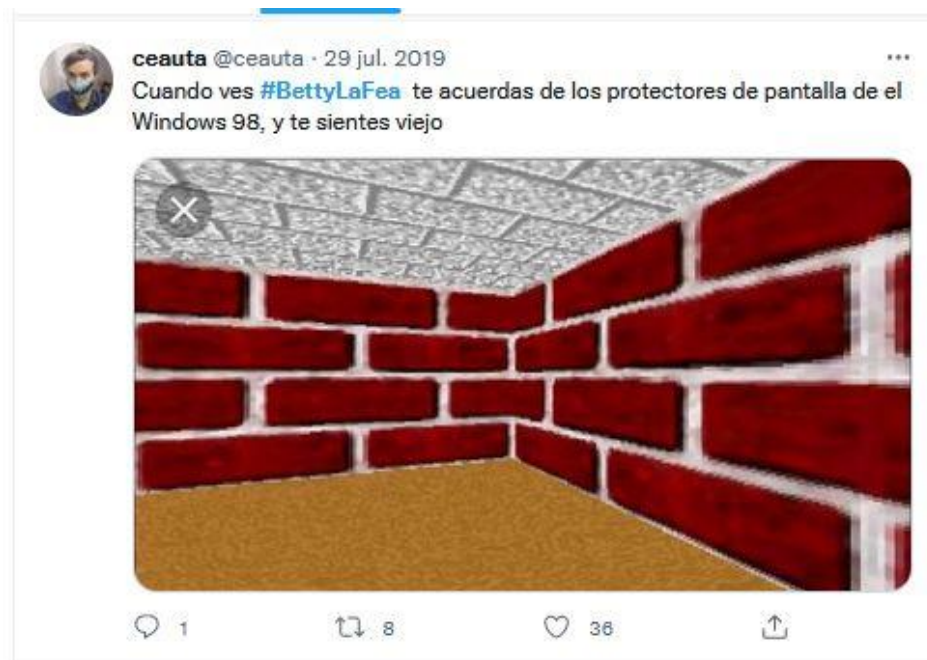 ceauta @ceauta · 29 jul. 2019
Cuando ves #BettyLaFea te acuerdas de los protectores de pantalla de el
Windows 98, y te sientes viejo
1 8 36